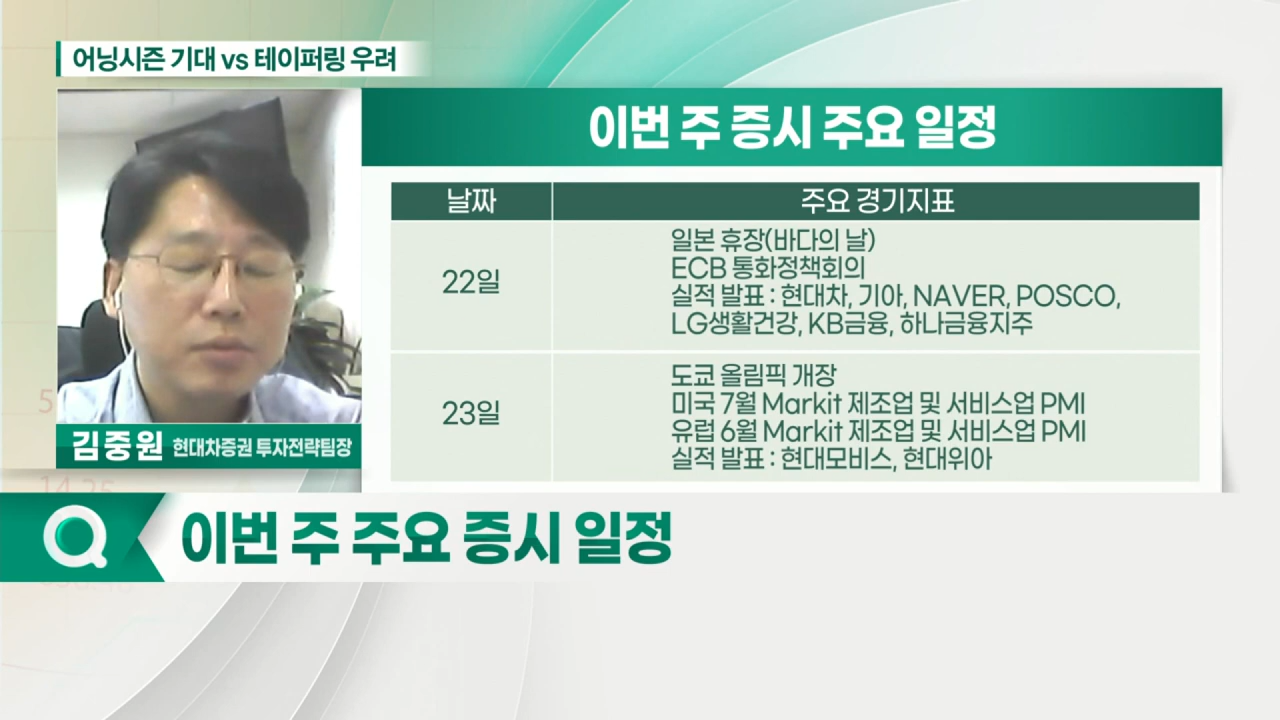 어닝시즌 기대 vs 테이퍼링 우려
이번 주 증시 주요 일정
날짜 주요 경기지표
22일
일본 휴장(바다의 날)
ECB 통화정책회의
실적 발표 : 현대차, 기아, NAVER, POSCO,
LG생활건강, KB금융, 하나금융지주
23일
도쿄 올림픽 개장
미국 7월 Markit 제조업 및 서비스업 PMI
유럽 6월 Markit 제조업 및 서비스업 PMI
실적 발표 : 현대모비스, 현대위아
김중원 현대차증권 투자전략팀장
이번 주 주요 증시 일정